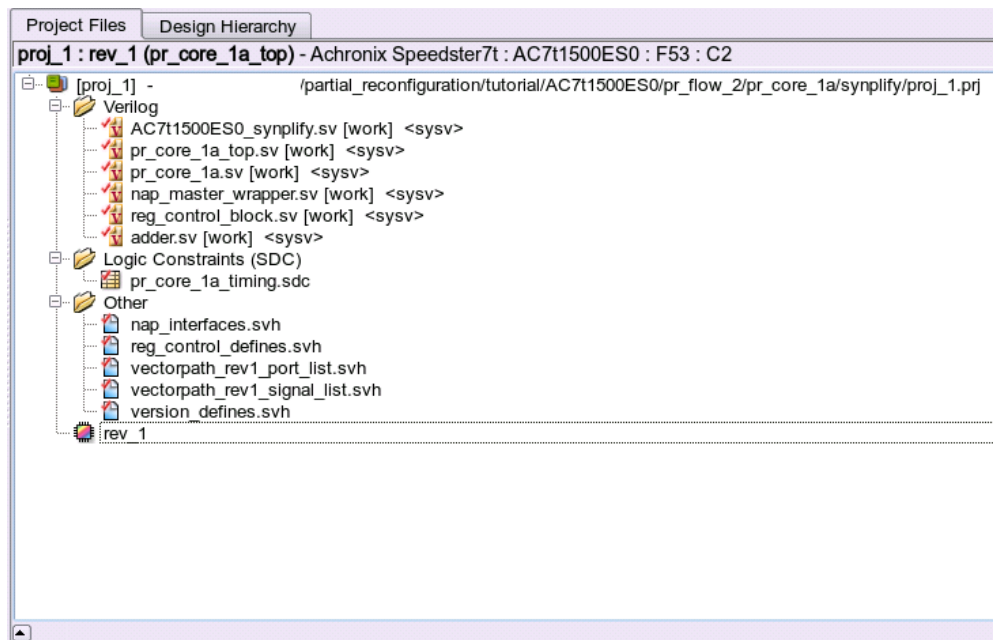 Project Files Design Hierarchy
proj_1 : rev_1 (pr_core_1a_top) - Achronix Speedster7t : AC7t1500ES0 : F53 : C2
[proj_1] - /partial_reconfiguration/tutorial/AC7t1500ES0/pr_flow_2/pr_core_1a/synplify/proj_1.prj
Verilog
AC7t1500ES0_synplify.sv [work] <sysv>
pr_core_1a_top.sv [work] <sysv>
pr_core_1a.sv [work] <sysv>
nap_master_wrapper.sv [work] <sysv>
reg_control_block.sv [work] <sysv>
adder.sv [work] <sysv>
Logic Constraints (SDC)
pr_core_1a_timing.sdc
Other
nap_interfaces.svh
reg_control_defines.svh
vectorpath_rev1_port_list.svh
vectorpath_rev1_signal_list.svh
version_defines.svh
rev_1